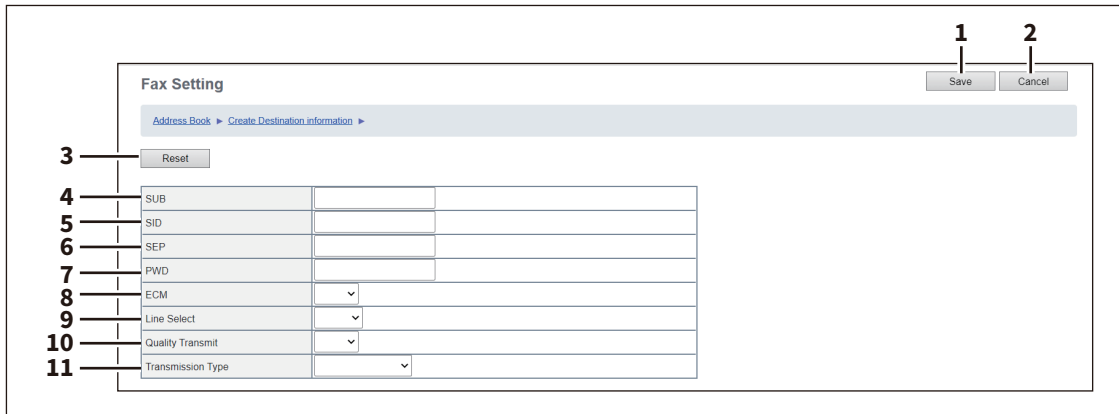 1 2
Fax Setting Save Cancel
Address Book ▶ Create Destination information ▶
3 Reset
4 SUB
5 SID
6 SEP
7 PWD
8 ECM
9 Line Select
10 Quality Transmit
11 Transmission Type